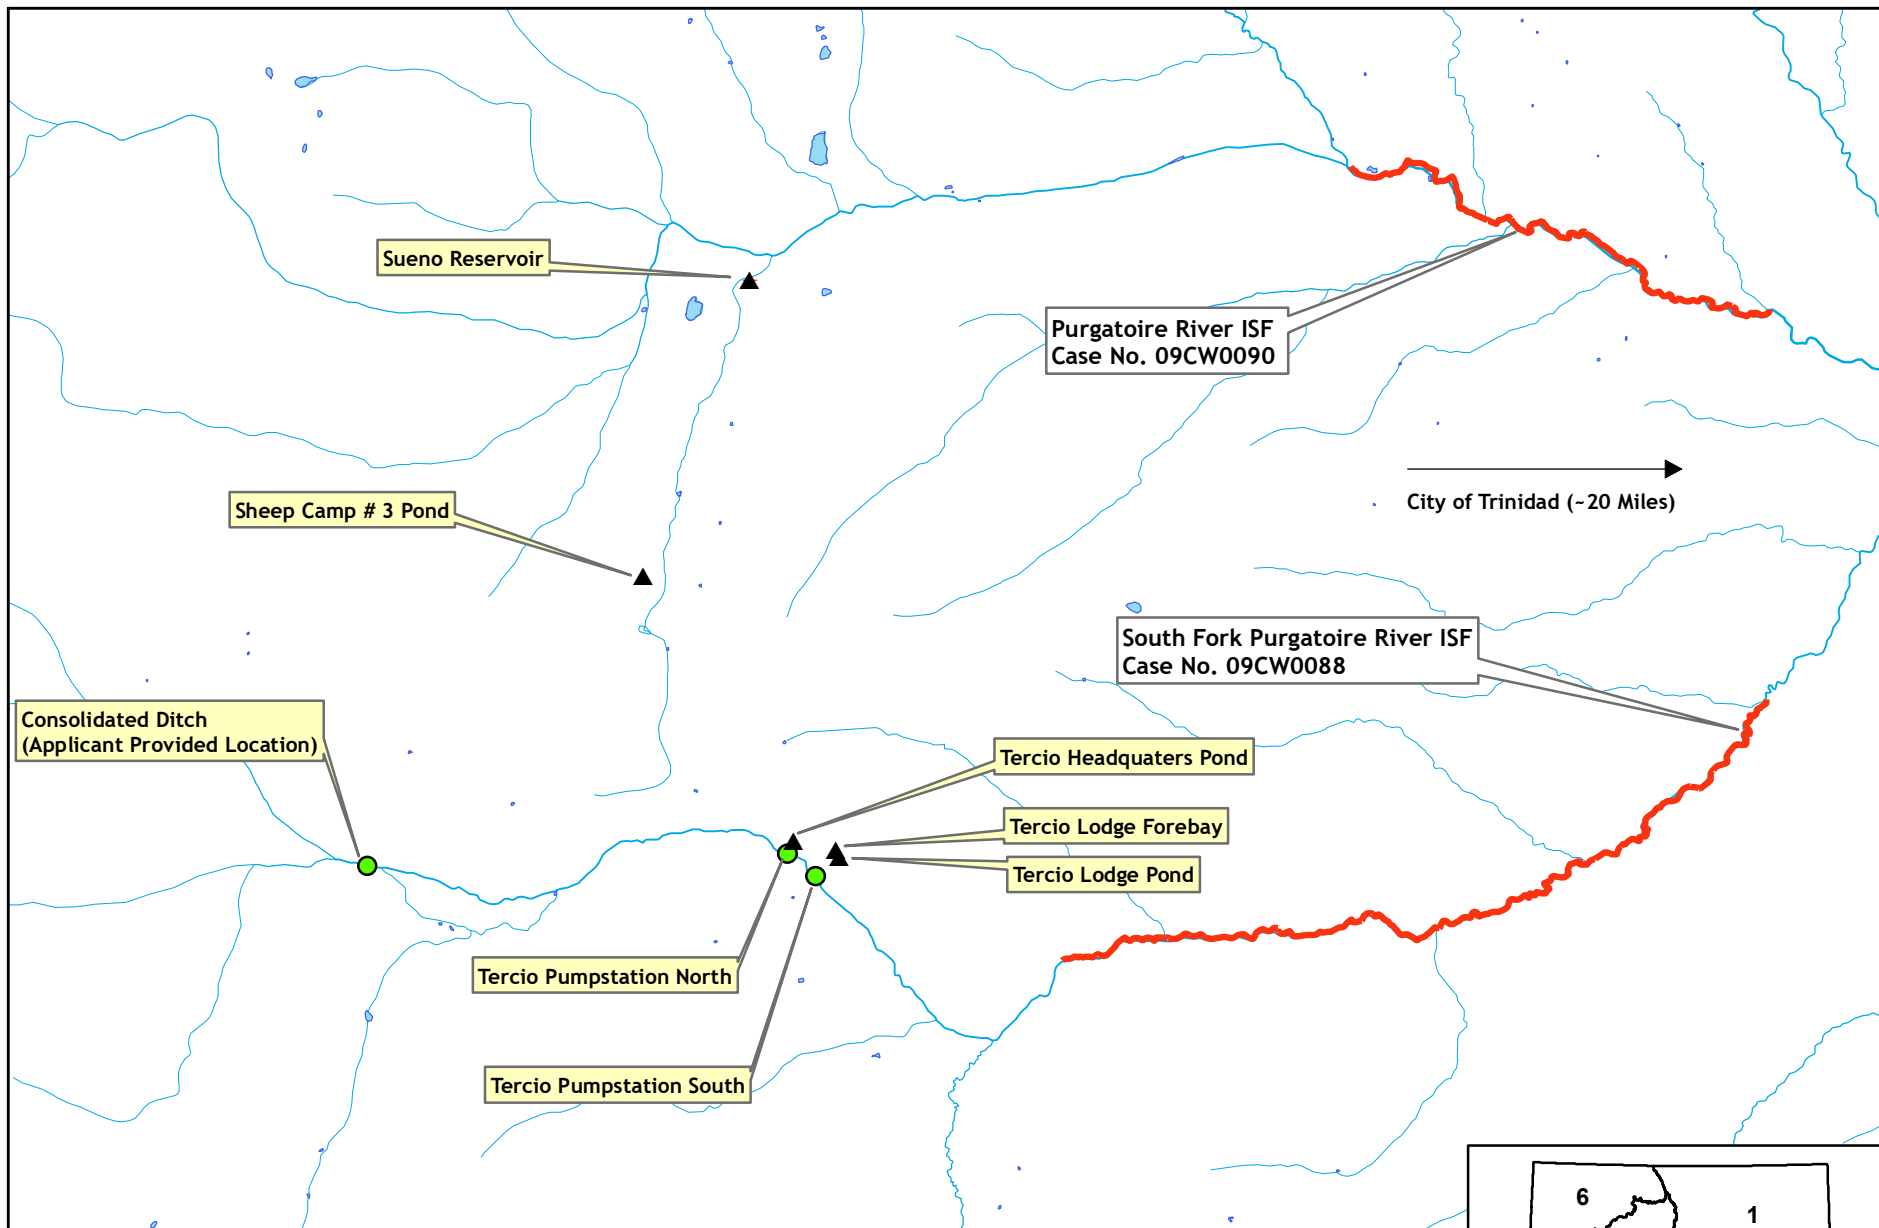 Sueno Reservoir
Purgatoire River ISF
Case No. 09CW0090
City of Trinidad (~20 Miles)
Sheep Camp # 3 Pond
South Fork Purgatoire River ISF
Case No. 09CW0088
Consolidated Ditch
(Applicant Provided Location)
Tercio Headquaters Pond
Tercio Lodge Forebay
Tercio Lodge Pond
Tercio Pumpstation North
Tercio Pumpstation South
6
1